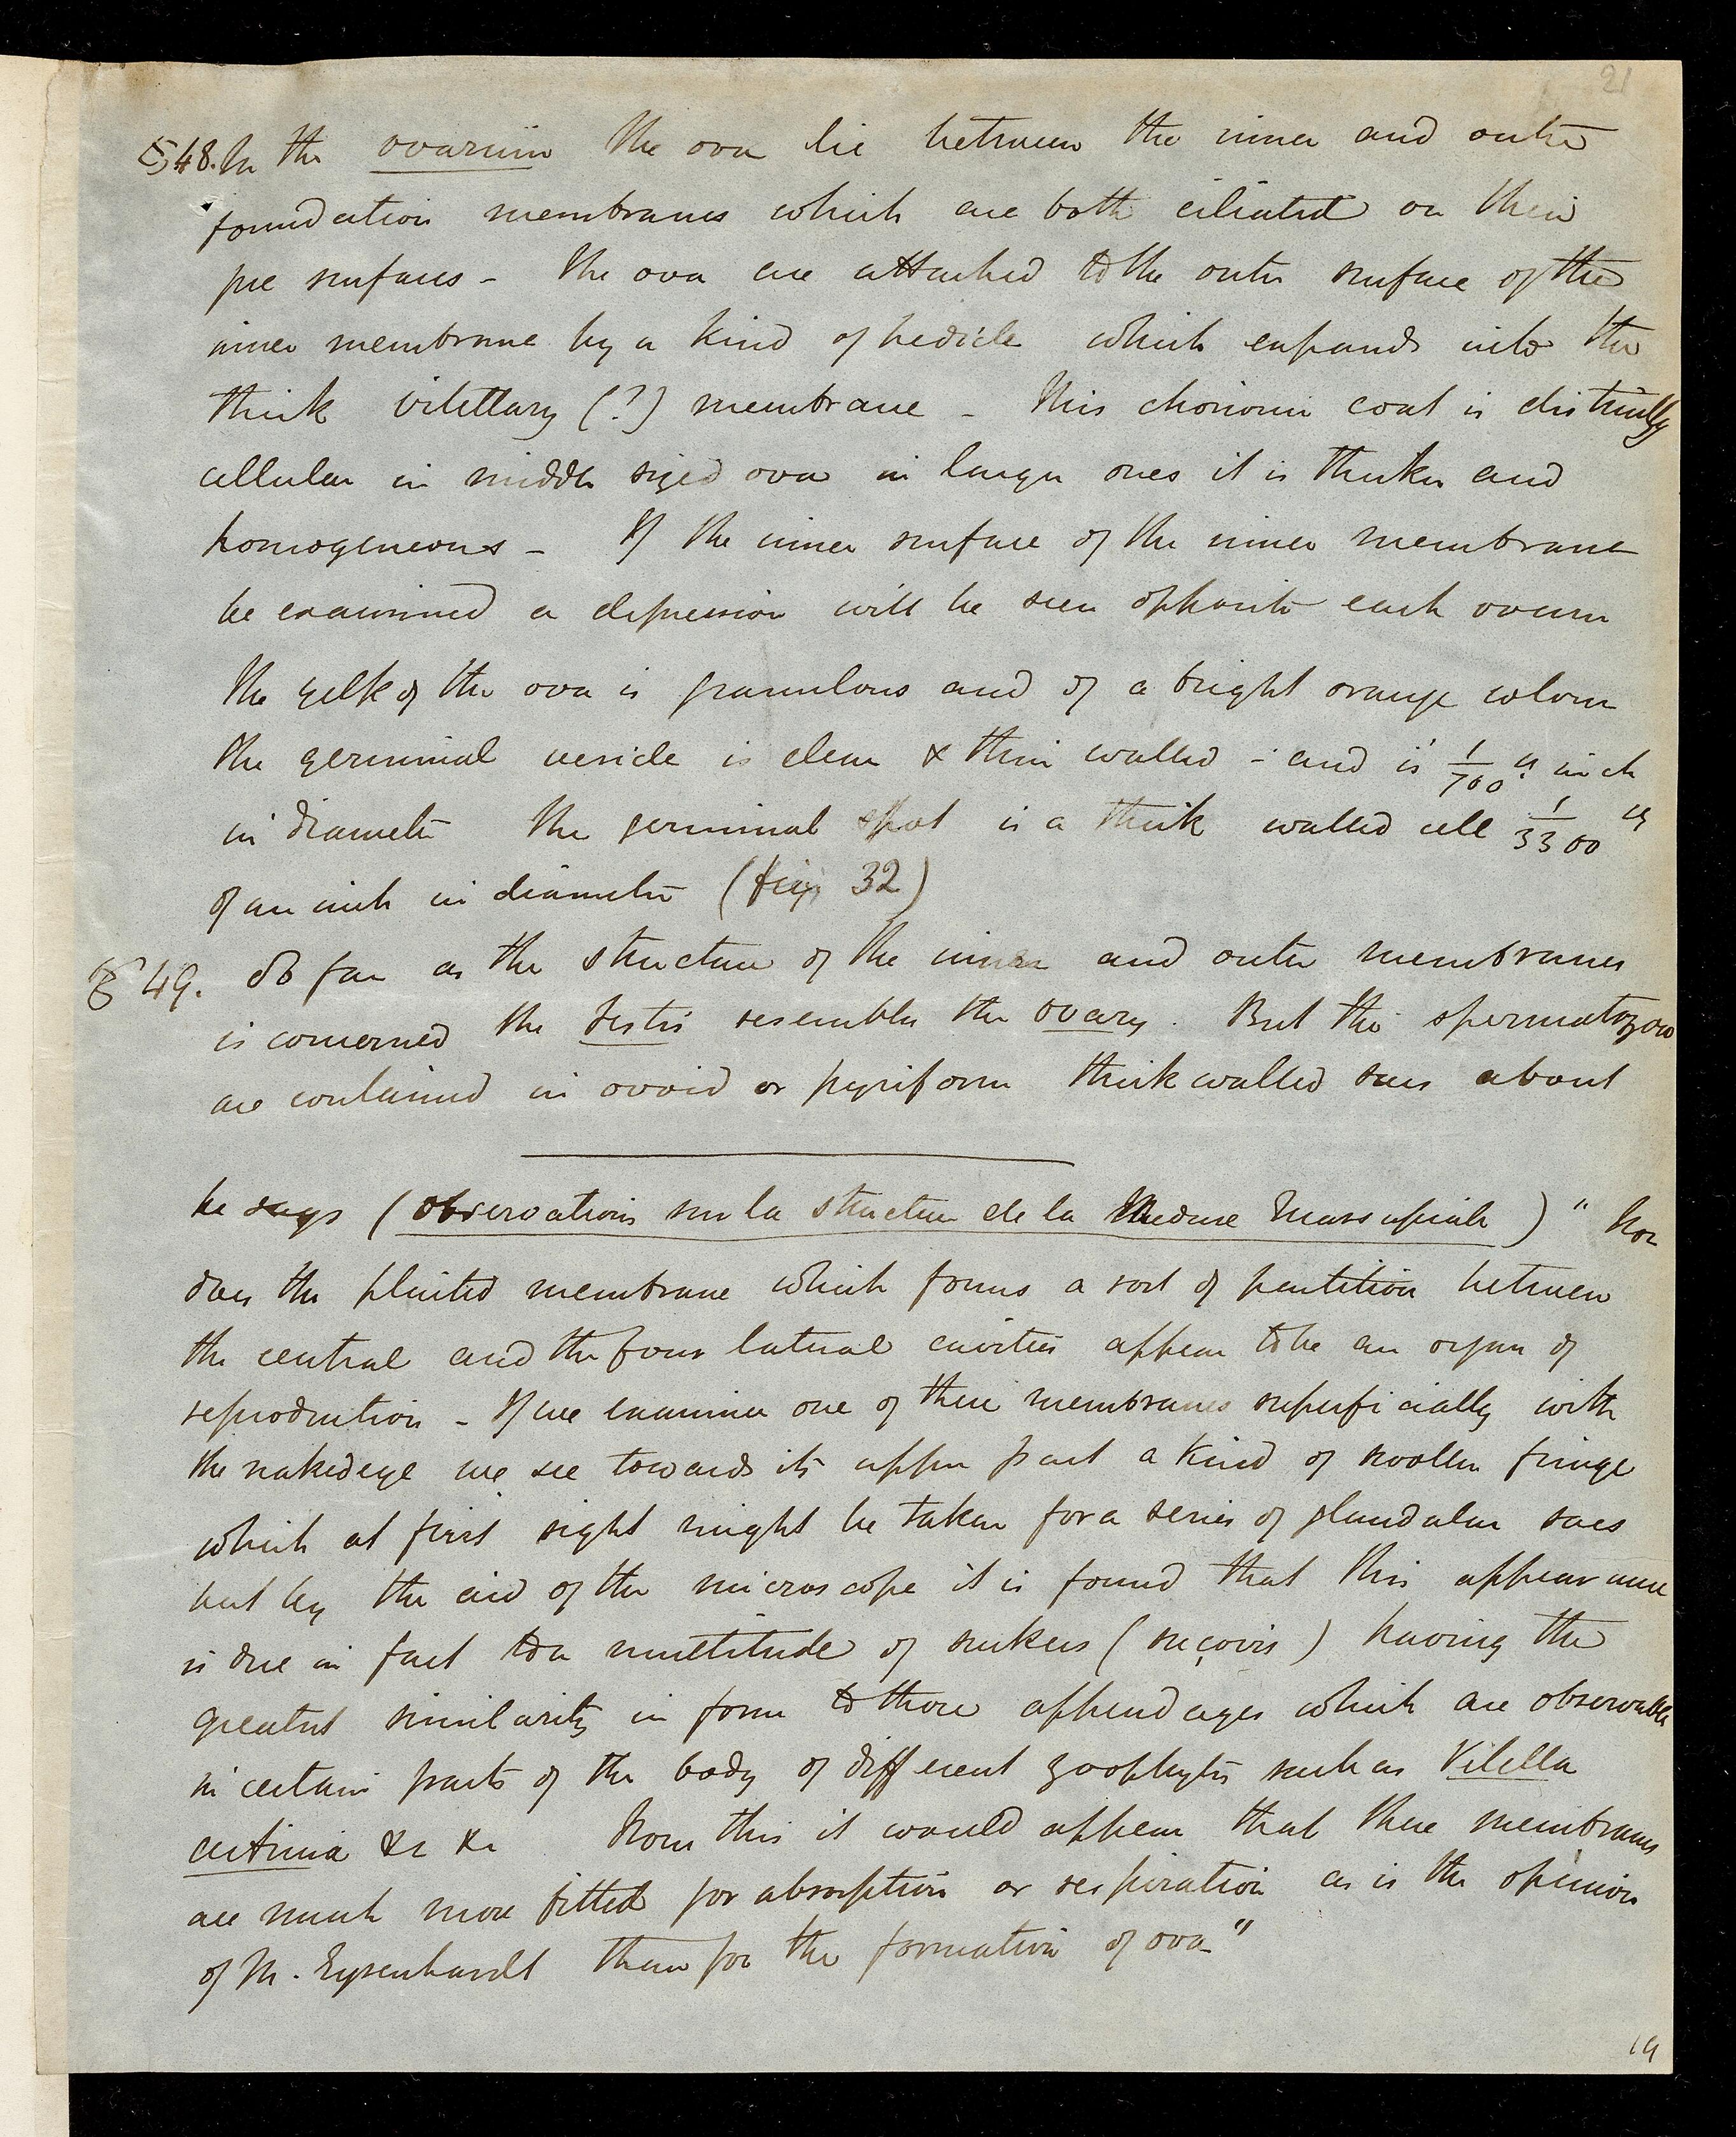 21
§48. In the ovarium the ova lie between the inner and outer
foundation membranes which are both ciliated on their
free surfaces - The ova are attached to the outer surface of the
inner membrane by a kind of pedicle which expands into the
thick vitellary (?) membrane - This chorionic coat is distinctly
cellular in middle sized ova in larger ones it is thicker and
homogeneous - If the inner surface of the inner membrane
be examined a depression will be seen opposite each ovum
The yelk of the ova is granulous and of a bright orange colour
the germinal vesicle is clear & thin walled - and is 1/700 th inch
in diameter The germinal spot is a thick walled cell 1/3300 th
of an inch in diameter (fig. 32)
§ 49. So far as the structure of the inner and outer membranes
is concerned the testis resembles the ovary. But the spermatozoa
are contained in ovoid or pyriform thick walled sacs about
he says (Observations sur la structure de la Meduse Marsupiale) " Nor
does the plaited membrane which forms a sort of partition between
the central and the four lateral cavities appear to be an organ of
reproduction - If we examine one of these membranes superficially with
the naked eye we see towards its upper part a kind of swollen fringe
which at first sight might be taken for a series of glandular sacs
but by the aid of the microscope it is found that this appearance
is due in fact to a multitude of suckers (suçoirs) having the
greatest similarity in form to those appendages which are observable
in certain parts of the body of different zoophytes such as Velella
actinia &c &c From this it would appear that these membranes
are much more fitted for absorption or respiration as is the opinion
of M. Eysenhardt than for the formation of ova"
19